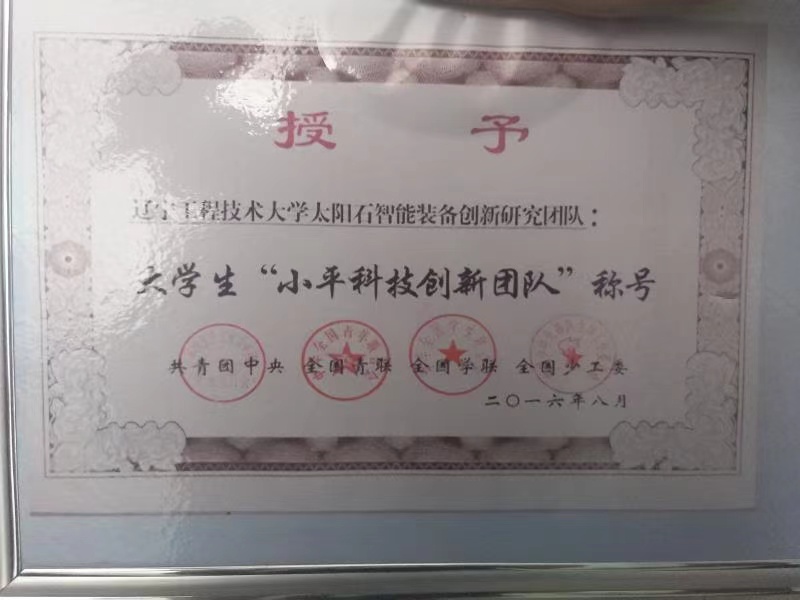 授 予
辽宁工程技术大学太阳石智能装备创新研究团队：
大学生“小平科技创新团队”称号
共青团中央 全国青联 全国学联 全国少工委
二〇一六年八月